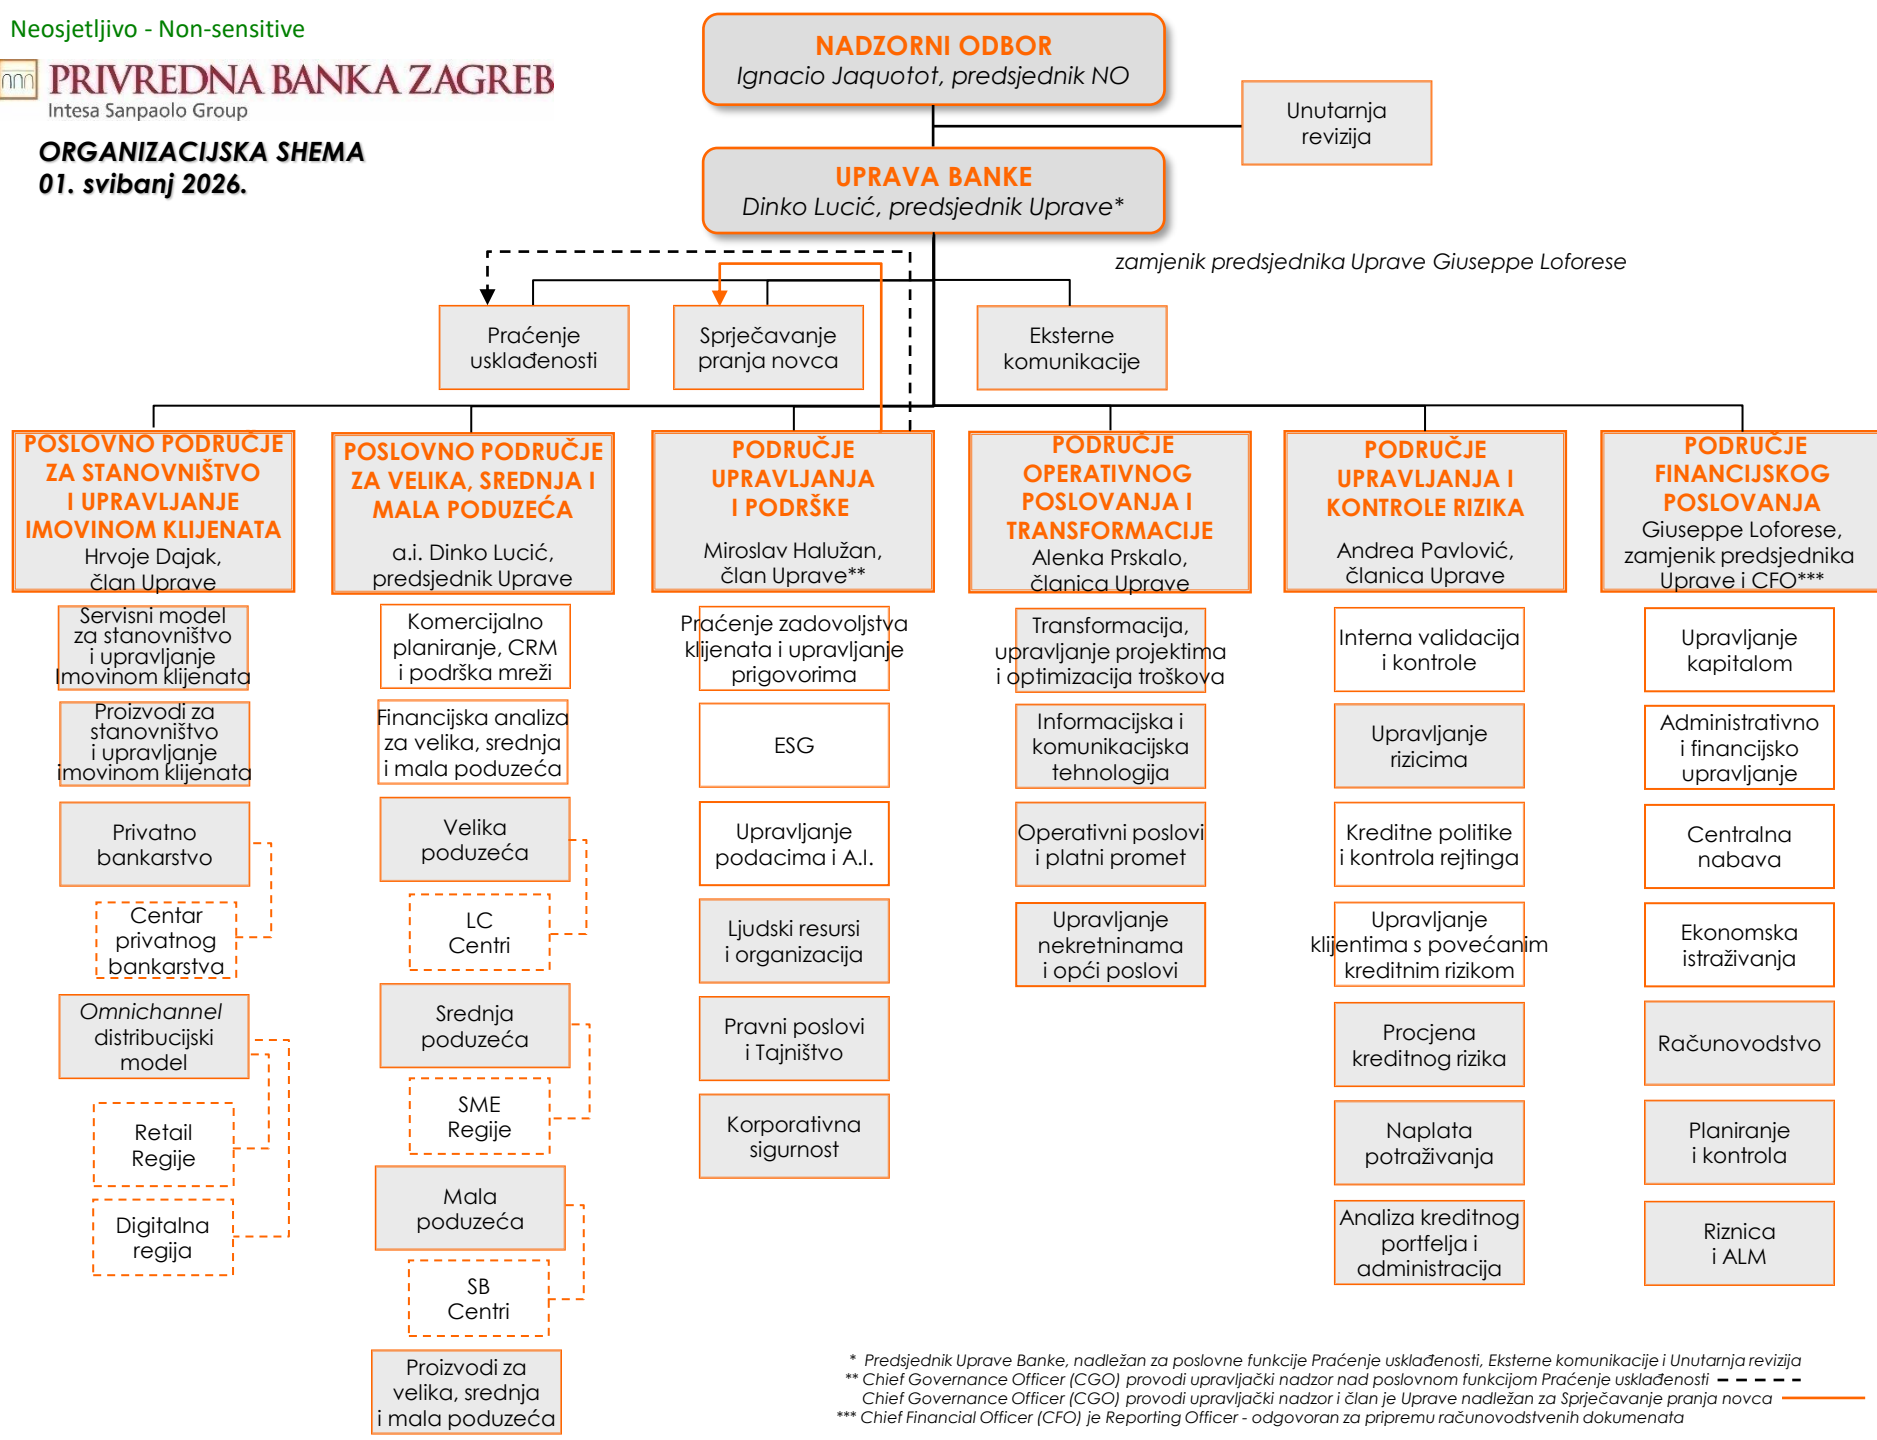 Neosjetljivo - Non-sensitive
PRIVREDNA BANKA ZAGREB
Intesa Sanpaolo Group
ORGANIZACIJSKA SHEMA
01. svibanj 2026.
NADZORNI ODBOR
Ignacio Jaquotot, predsjednik NO
Unutarnja
revizija
UPRAVA BANKE
Dinko Lucić, predsjednik Uprave*
zamjenik predsjednika Uprave Giuseppe Loforese
Praćenje
usklađenosti
Sprječavanje
pranja novca
Eksterne
komunikacije
POSLOVNO PODRUČJE
ZA STANOVNIŠTVO
I UPRAVLJANJE
IMOVINOM KLIJENATA
Hrvoje Dajak,
član Uprave
Servisni model
za stanovništvo
i upravljanje
Imovinom klijenata
Proizvodi za
stanovništvo
i upravljanje
imovinom klijenata
Privatno
bankarstvo
Centar
privatnog
bankarstva
Omnichannel
distribucijski
model
Retail
Regije
Digitalna
regija
POSLOVNO PODRUČJE
ZA VELIKA, SREDNJA I
MALA PODUZEĆA
a.i. Dinko Lucić,
predsjednik Uprave
Komercijalno
planiranje, CRM
i podrška mreži
Financijska analiza
za velika, srednja
i mala poduzeća
Velika
poduzeća
LC
Centri
Srednja
poduzeća
SME
Regije
Mala
poduzeća
SB
Centri
Proizvodi za
velika, srednja
i mala poduzeća
PODRUČJE
UPRAVLJANJA
I PODRŠKE
Miroslav Halužan,
član Uprave**
Praćenje zadovoljstva
klijenata i upravljanje
prigovorima
ESG
Upravljanje
podacima i A.I.
Ljudski resursi
i organizacija
Pravni poslovi
i Tajništvo
Korporativna
sigurnost
PODRUČJE
OPERATIVNOG
POSLOVANJA I
TRANSFORMACIJE
Alenka Prskalo,
članica Uprave
Transformacija,
upravljanje projektima
i optimizacija troškova
Informacijska i
komunikacijska
tehnologija
Operativni poslovi
i platni promet
Upravljanje
nekretninama
i opći poslovi
PODRUČJE
UPRAVLJANJA I
KONTROLE RIZIKA
Andrea Pavlović,
članica Uprave
Interna validacija
i kontrole
Upravljanje
rizicima
Kreditne politike
i kontrola rejtinga
Upravljanje
klijentima s povećanim
kreditnim rizikom
Procjena
kreditnog rizika
Naplata
potraživanja
Analiza kreditnog
portfelja i
administracija
PODRUČJE
FINANCIJSKOG
POSLOVANJA
Giuseppe Loforese,
zamjenik predsjednika
Uprave i CFO***
Upravljanje
kapitalom
Administrativno
i financijsko
upravljanje
Centralna
nabava
Ekonomska
istraživanja
Računovodstvo
Planiranje
i kontrola
Riznica
i ALM
* Predsjednik Uprave Banke, nadležan za poslovne funkcije Praćenje usklađenosti, Eksterne komunikacije i Unutarnja revizija
** Chief Governance Officer (CGO) provodi upravljački nadzor nad poslovnom funkcijom Praćenje usklađenosti
Chief Governance Officer (CGO) provodi upravljački nadzor i član je Uprave nadležan za Sprječavanje pranja novca
*** Chief Financial Officer (CFO) je Reporting Officer - odgovoran za pripremu računovodstvenih dokumenata